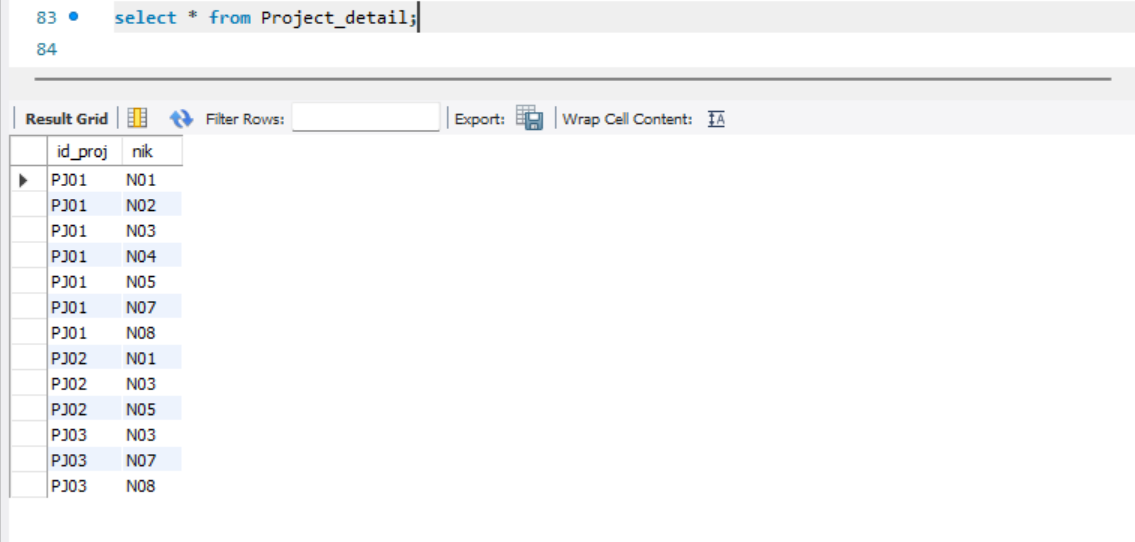 83 select * from Project_detail;
84
Result Grid Filter Rows: Export: Wrap Cell Content: IA
id_proj nik
PJ01 N01
PJ01 N02
PJ01 N03
PJ01 N04
PJ01 N05
PJ01 N07
PJ01 N08
PJ02 N01
PJ02 N03
PJ02 N05
PJ03 N03
PJ03 N07
PJ03 N08